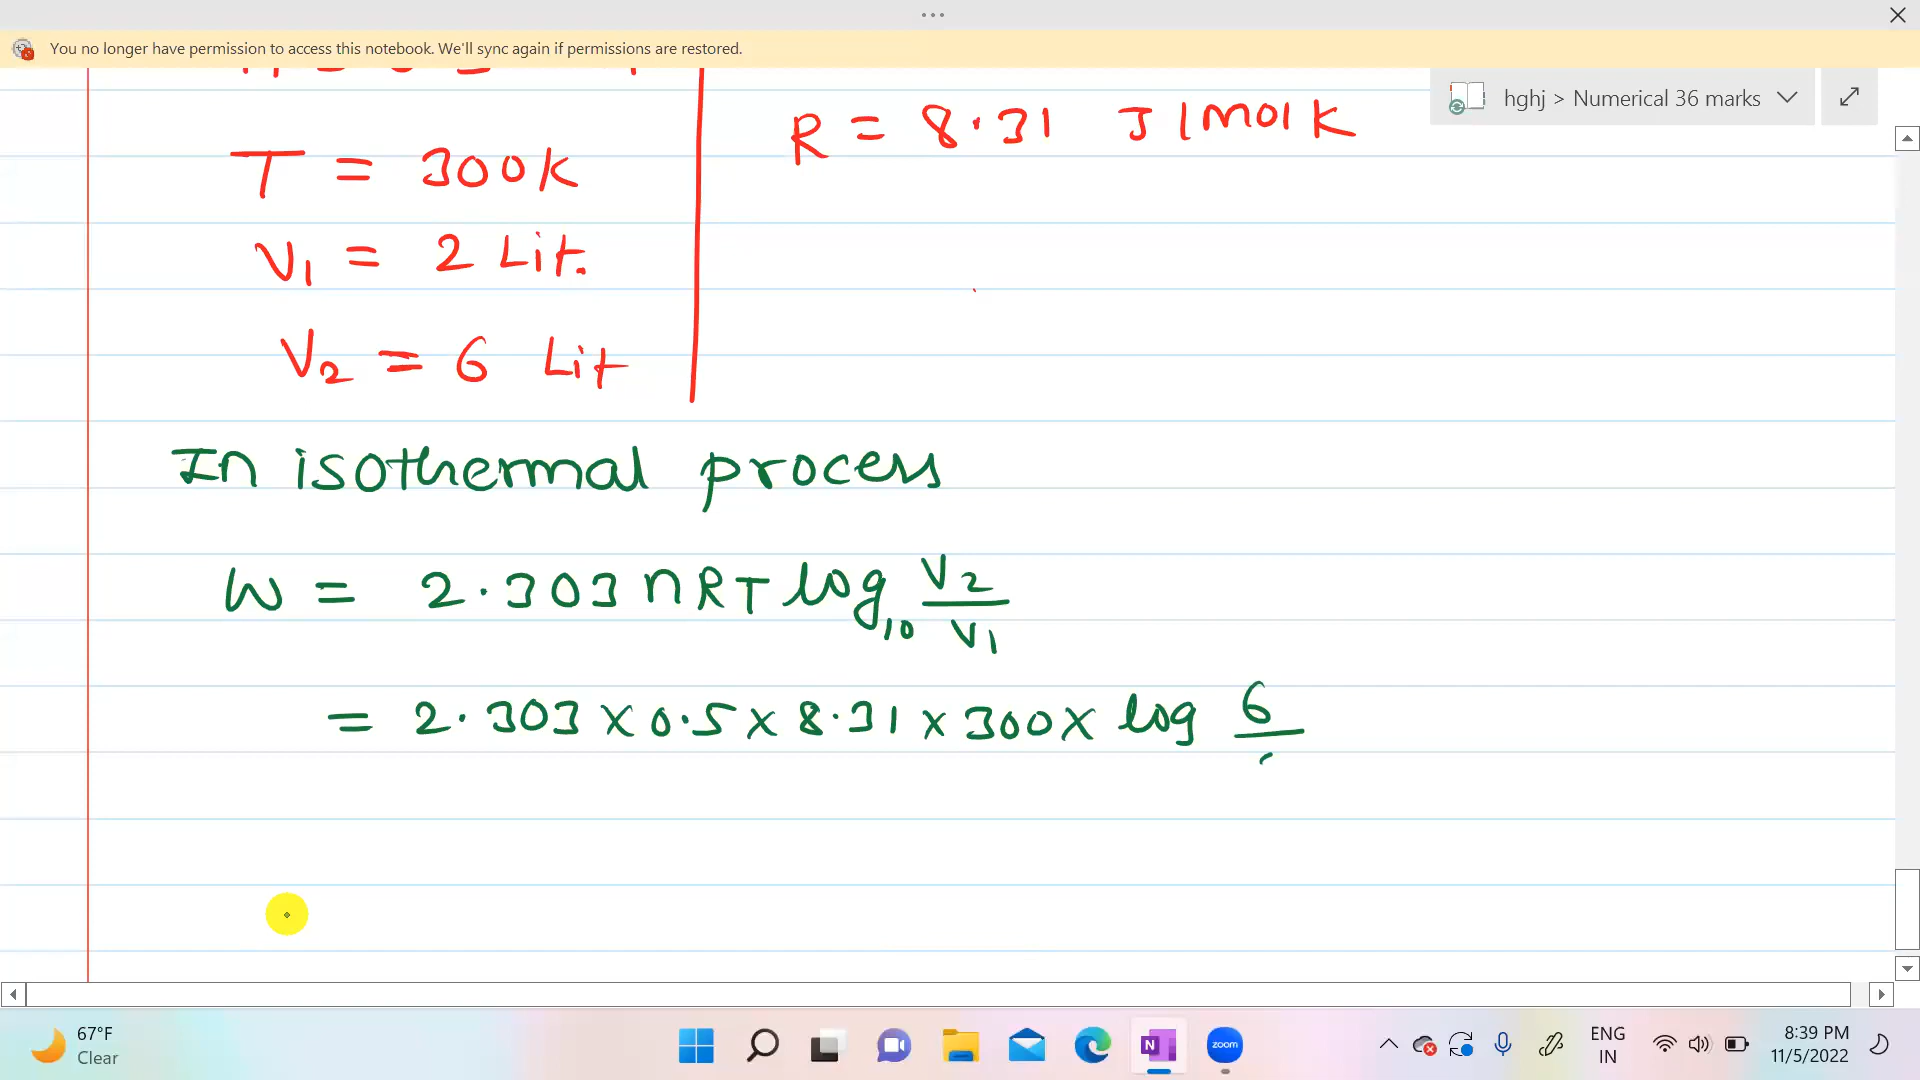 You no longer have permission to access this notebook. We'll sync again if permissions are restored.
hghj > Numerical 36 marks
R = 8.31 J/molK
T = 300K
V1 = 2 Lit.
V2 = 6 Lit
In isothermal process
W = 2.303 nRT log10 V2/V1
= 2.303 x 0.5 x 8.31 x 300 x log 6/
67°F
Clear
zoom
ENG
IN
8:39 PM
11/5/2022